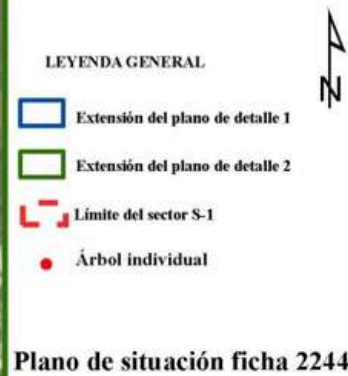 N
LEYENDA GENERAL
Extensión del plano de detalle 1
Extensión del plano de detalle 2
Límite del sector S-1
Árbol individual
Plano de situación ficha 2244